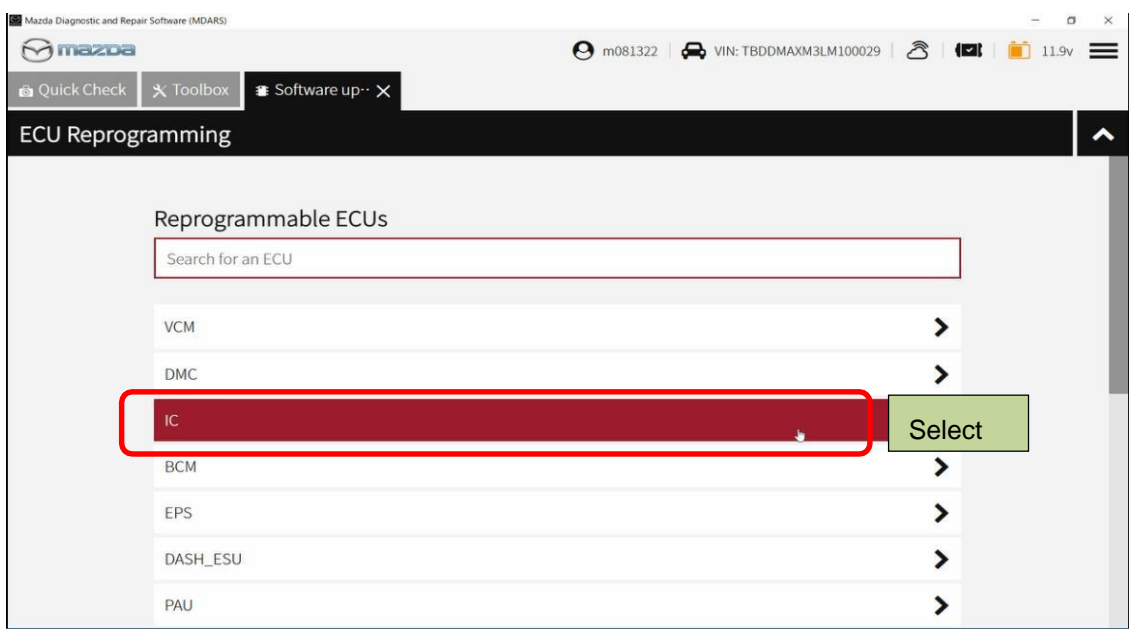 Mazda Diagnostic and Repair Software (MDARS)
mazda m081322 VIN: TBDDMAXM3LM100029 11.9v
Quick Check Toolbox Software up··
ECU Reprogramming
Reprogrammable ECUs
Search for an ECU
VCM
DMC
IC
Select
BCM
EPS
DASH_ESU
PAU